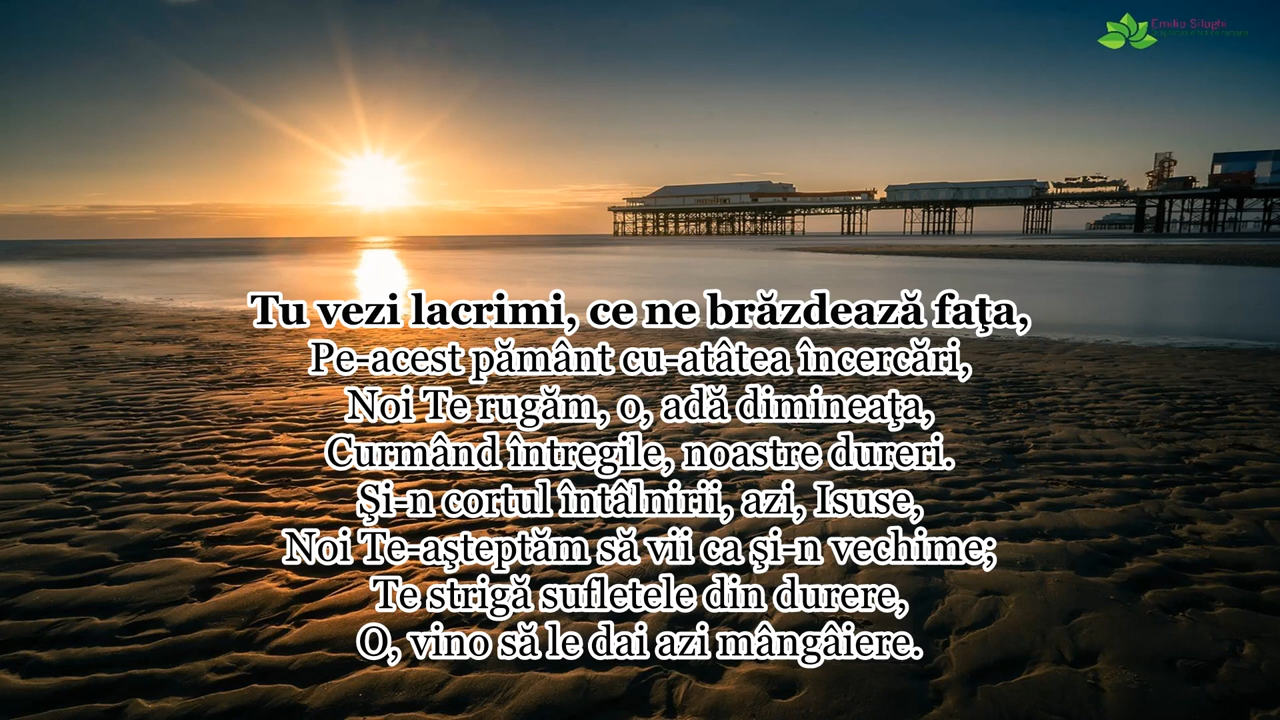 Emilia Silaghi
Tu vezi lacrimi, ce ne brăzdează faţa,
Pe-acest pământ cu-atâtea încercări,
Noi Te rugăm, o, adă dimineaţa,
Curmând întregile, noastre dureri.
Şi-n cortul întâlnirii, azi, Isuse,
Noi Te-aşteptăm să vii ca şi-n vechime;
Te strigă sufletele din durere,
O, vino să le dai azi mângâiere.